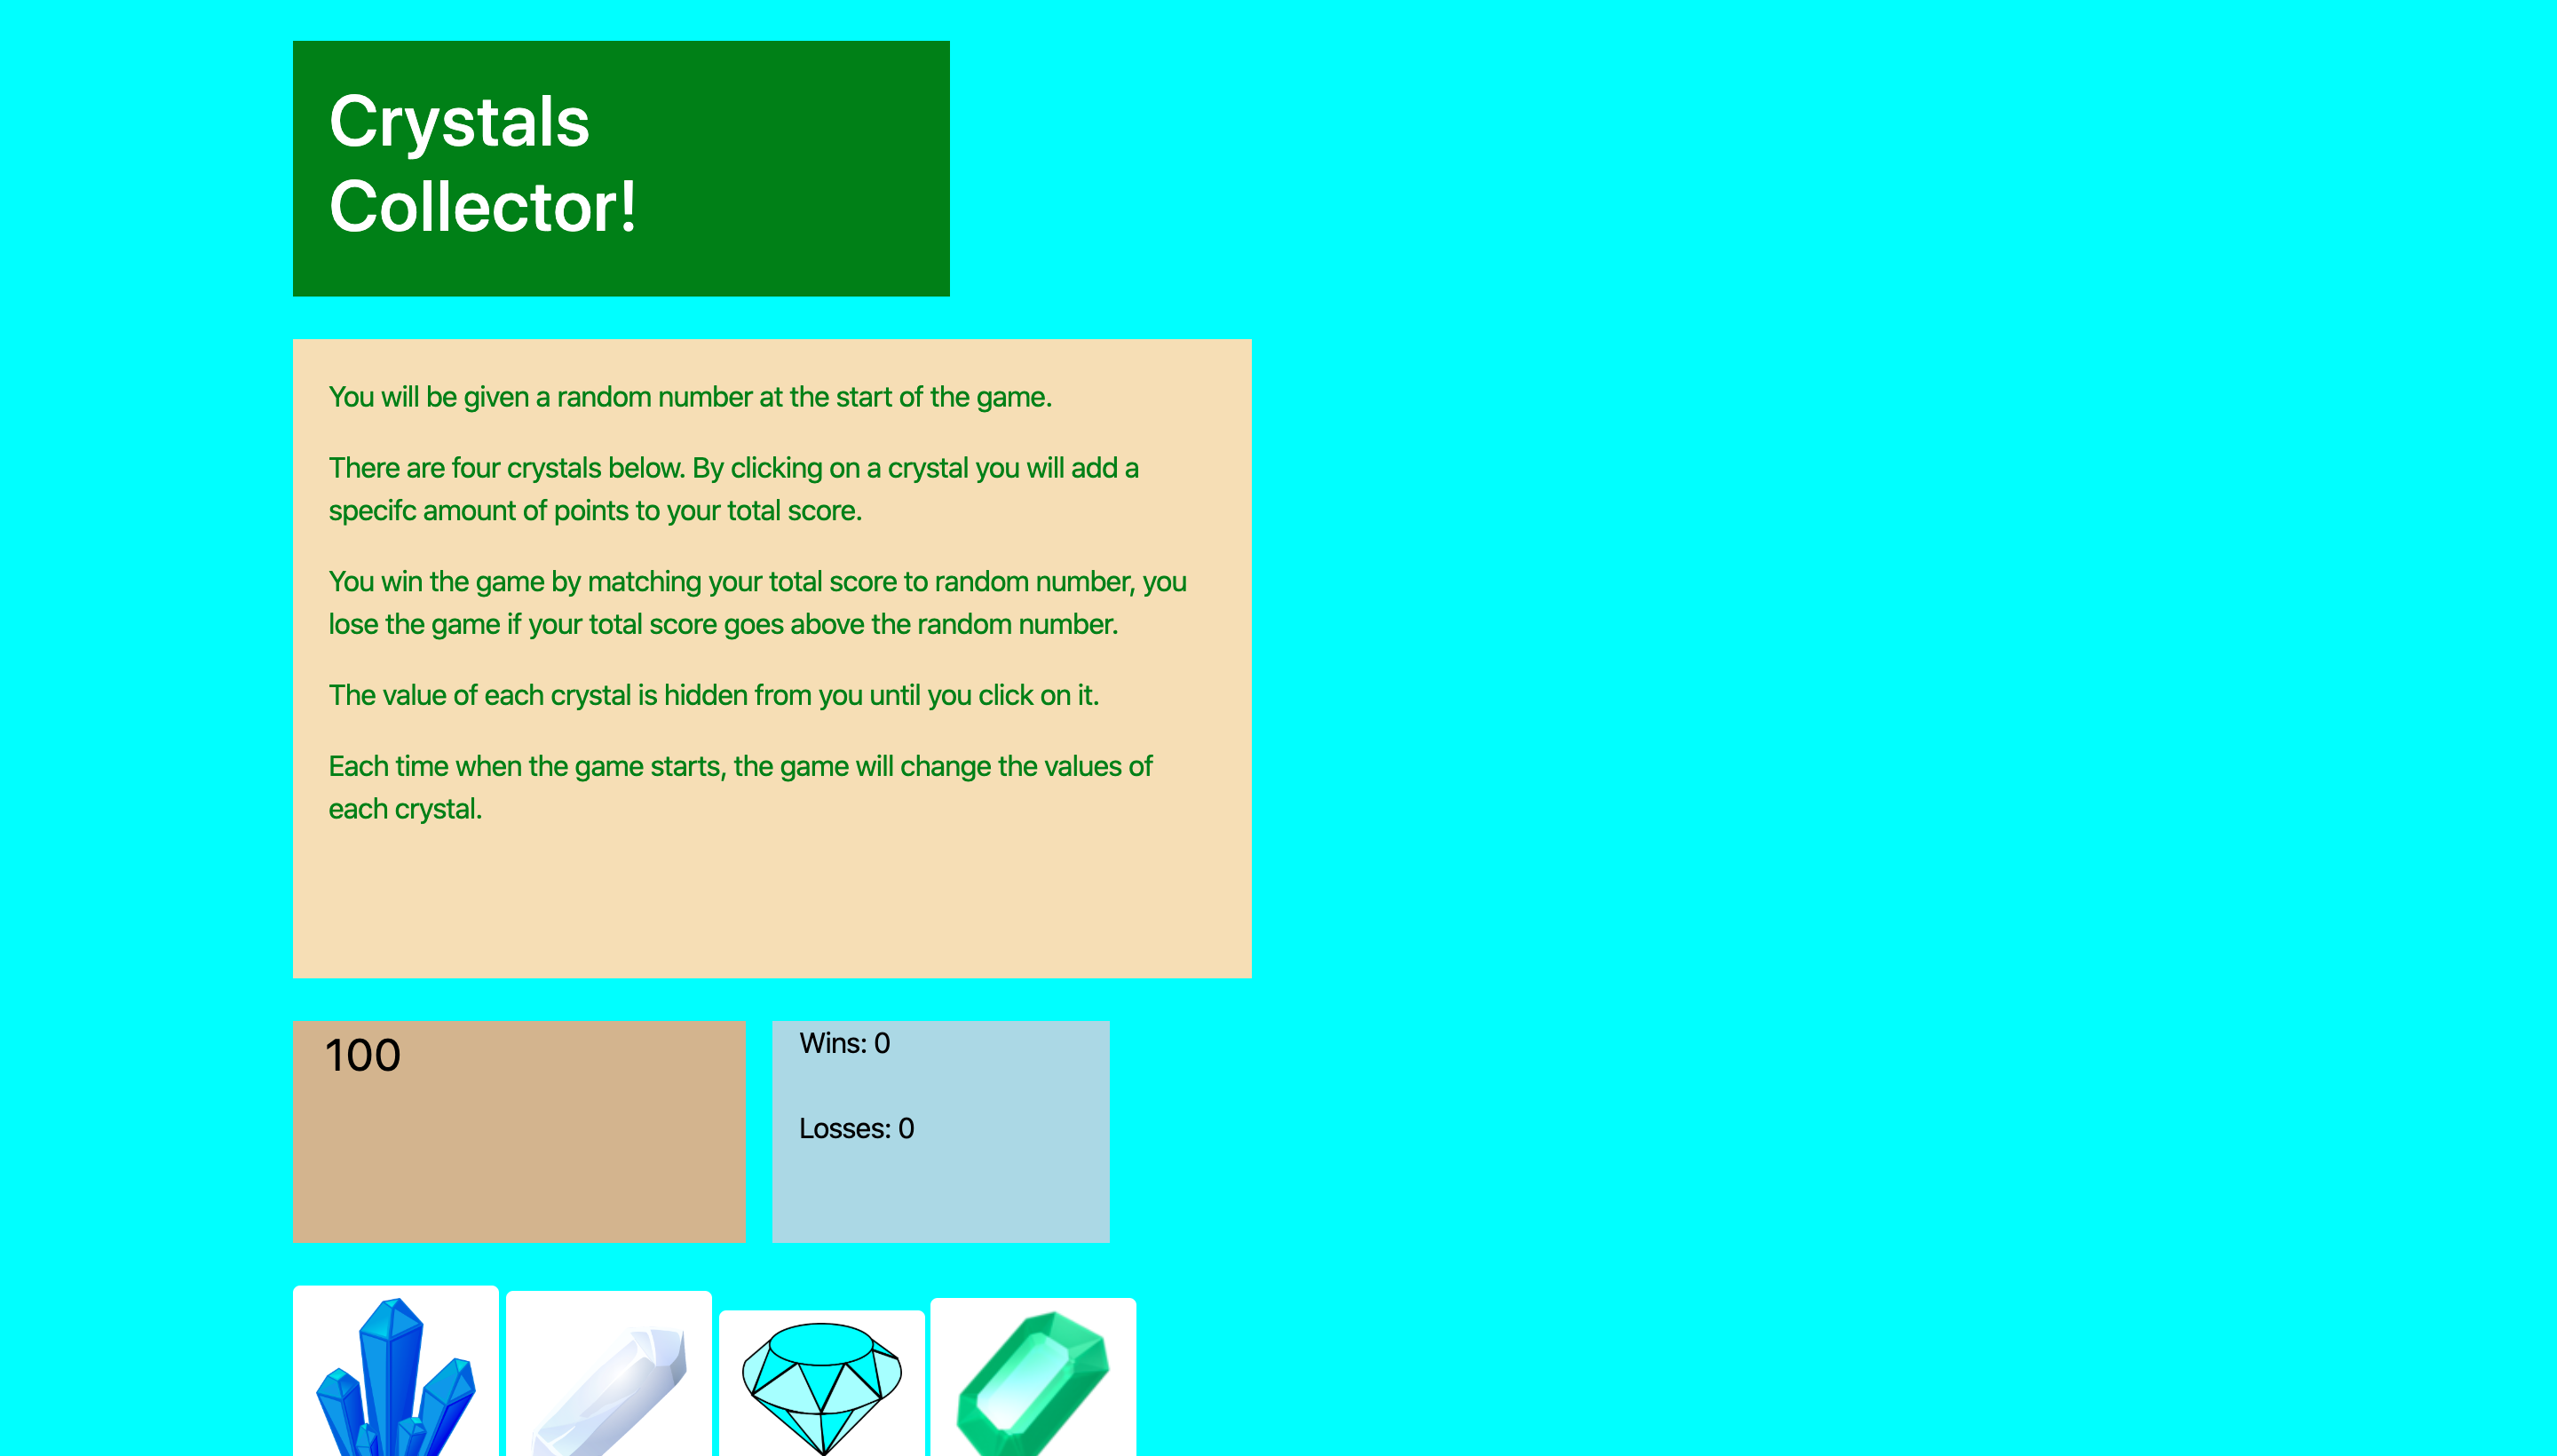 Crystals
Collector!
You will be given a random number at the start of the game.
There are four crystals below. By clicking on a crystal you will add a
specifc amount of points to your total score.
You win the game by matching your total score to random number, you
lose the game if your total score goes above the random number.
The value of each crystal is hidden from you until you click on it.
Each time when the game starts, the game will change the values of
each crystal.
100
Wins: 0
Losses: 0